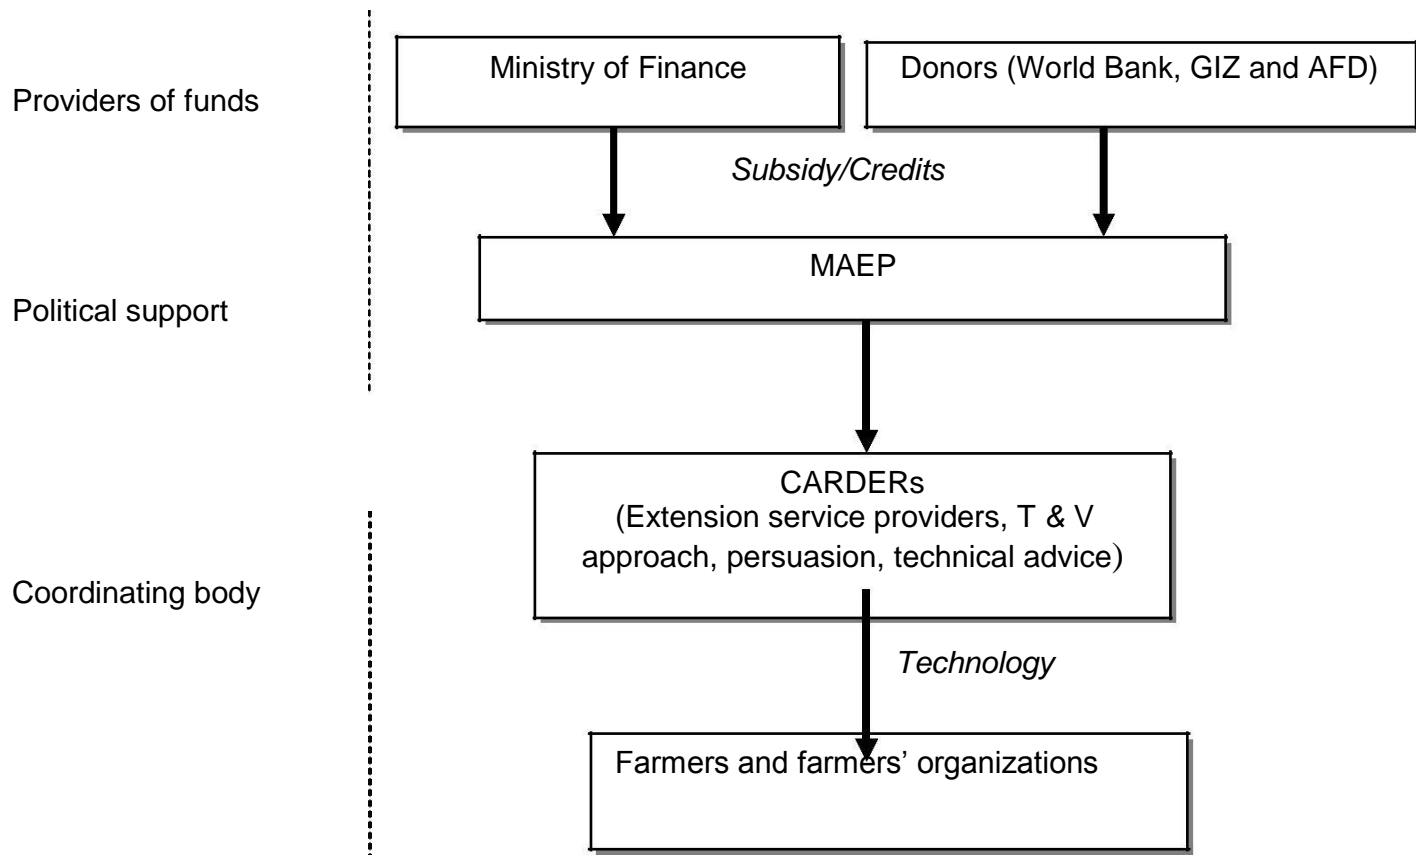 Ministry of Finance
Donors (World Bank, GIZ and AFD)
Providers of funds
Subsidy/Credits
MAEP
Political support
CARDERs
(Extension service providers, T & V
approach, persuasion, technical advice)
Coordinating body
Technology
Farmers and farmers’ organizations